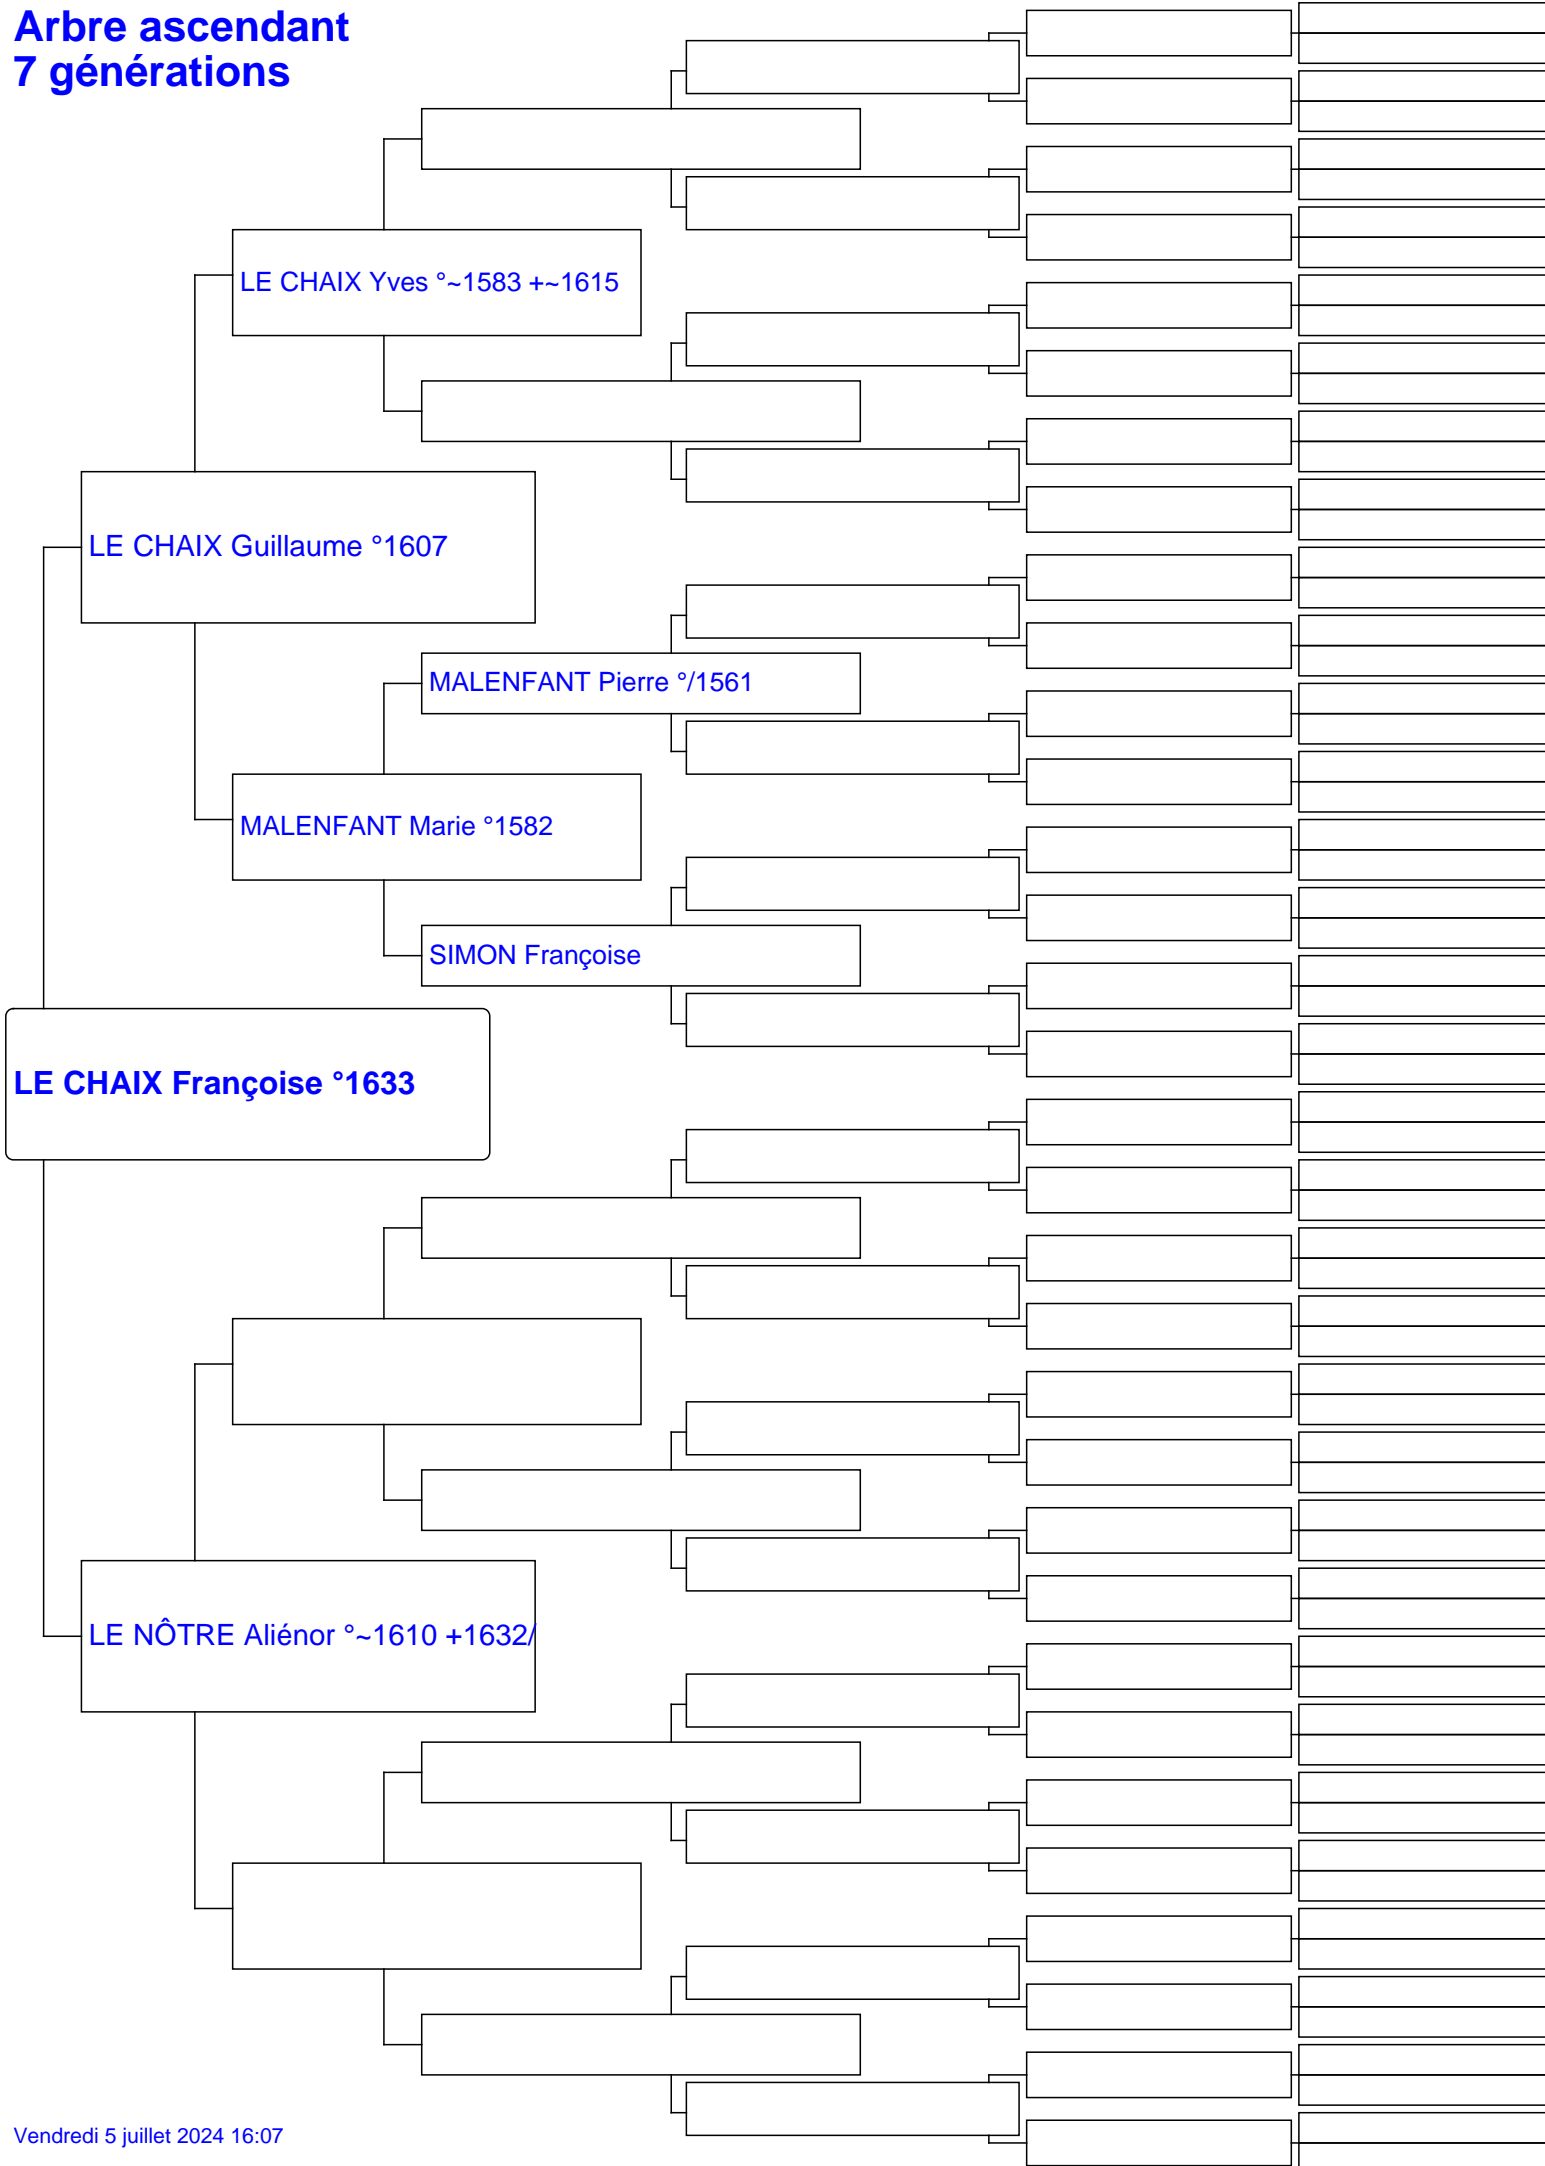 Arbre ascendant
7 générations
LE CHAIX Yves °~1583 +~1615
LE CHAIX Guillaume °1607
MALENFANT Pierre °/1561
MALENFANT Marie °1582
SIMON Françoise
LE CHAIX Françoise °1633
LE NÔTRE Aliénor °~1610 +1632/
Vendredi 5 juillet 2024 16:07